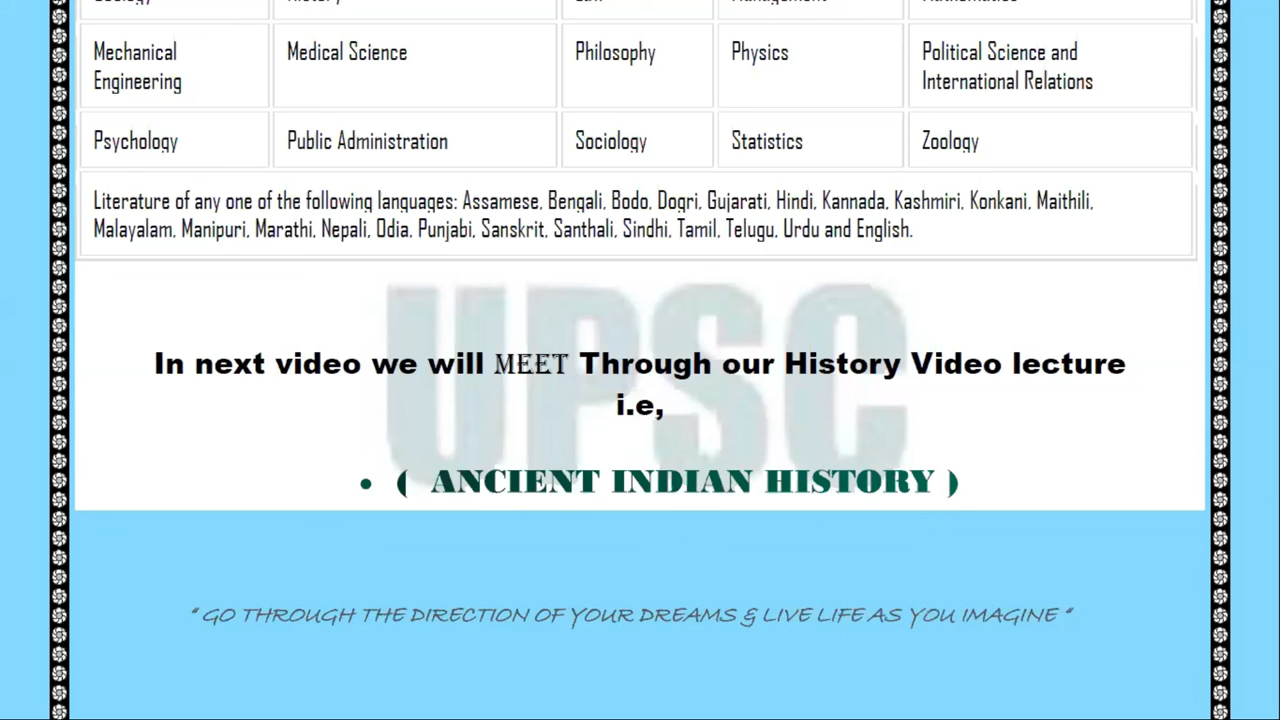 Mechanical
Engineering
Medical Science
Philosophy
Physics
Political Science and
International Relations
Psychology
Public Administration
Sociology
Statistics
Zoology
Literature of any one of the following languages: Assamese, Bengali, Bodo, Dogri, Gujarati, Hindi, Kannada, Kashmiri, Konkani, Maithili,
Malayalam, Manipuri, Marathi, Nepali, Odia, Punjabi, Sanskrit, Santhali, Sindhi, Tamil, Telugu, Urdu and English.
UPSC
In next video we will MEET Through our History Video lecture
i.e,
• ( ANCIENT INDIAN HISTORY )
“ GO THROUGH THE DIRECTION OF YOUR DREAMS & LIVE LIFE AS YOU IMAGINE “